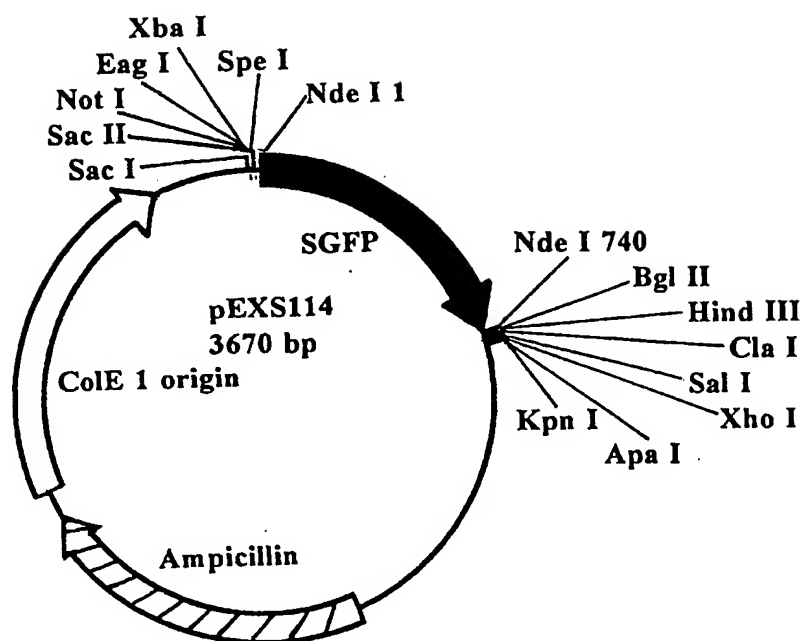 Xba I
Eag I
Spe I
Not I
Nde I 1
Sac II
Sac I
SGFP
Nde I 740
Bgl II
pEXS114
Hind III
3670 bp
Cla I
ColE 1 origin
Sal I
Kpn I
Xho I
Apa I
Ampicillin